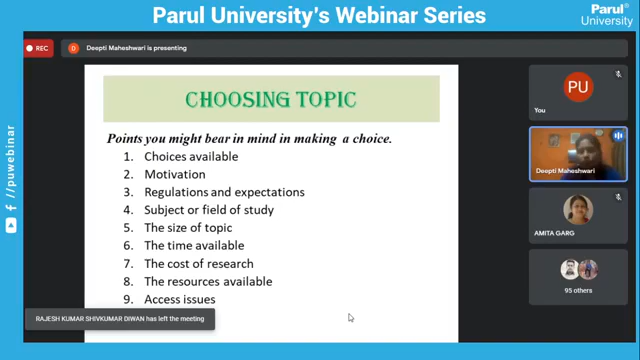 Parul University's Webinar Series
Parul®
University
REC
D
Deepti Maheshwari is presenting
CHOOSING TOPIC
Points you might bear in mind in making a choice.
1. Choices available
2. Motivation
3. Regulations and expectations
4. Subject or field of study
5. The size of topic
6. The time available
7. The cost of research
8. The resources available
9. Access issues
RAJESH KUMAR SHIVKUMAR DIWAN has left the meeting
PU
You
Deepti Maheshwari
AMITA GARG
95 others
/puwebinar